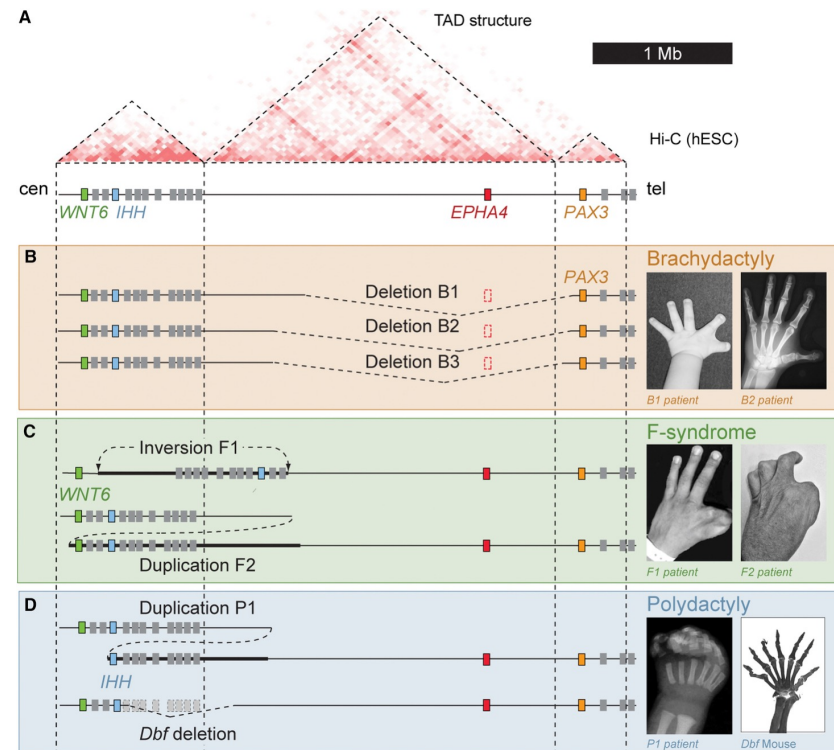 A
TAD structure
1 Mb
Hi-C (hESC)
cen
tel
WNT6 IHH EPHA4 PAX3
B
Brachydactyly
PAX3
Deletion B1
Deletion B2
Deletion B3
B1 patient B2 patient
C
F-syndrome
Inversion F1
WNT6
Duplication F2
F1 patient F2 patient
D
Polydactyly
Duplication P1
IHH
Dbf deletion
P1 patient Dbf Mouse